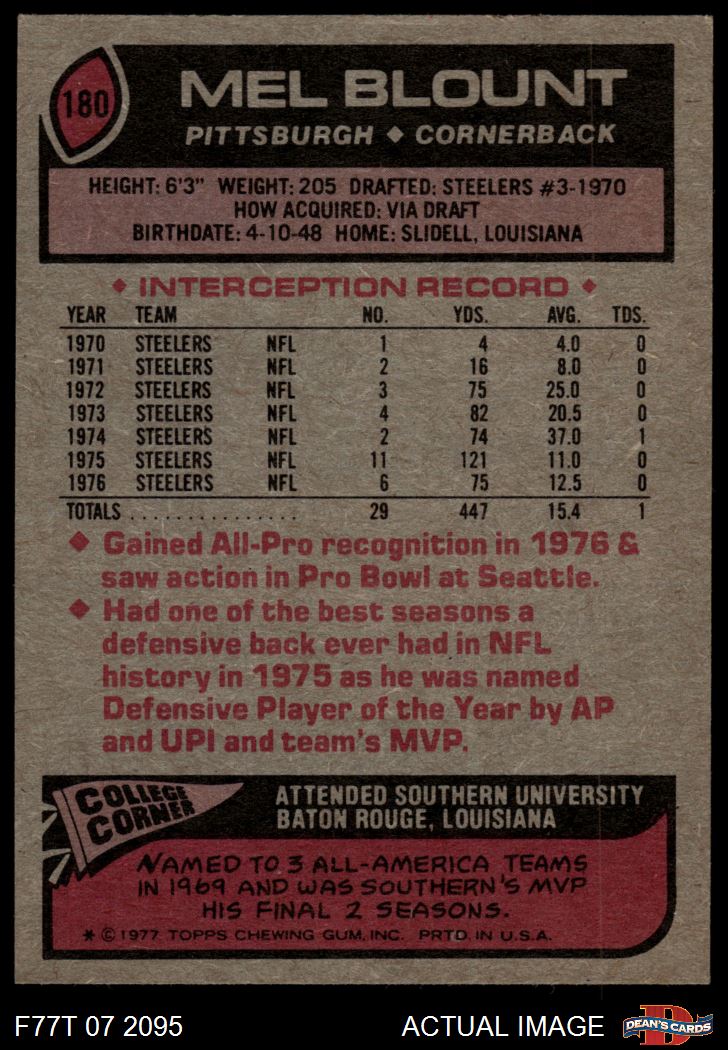 180
MEL BLOUNT
PITTSBURGH ◆ CORNERBACK
HEIGHT: 6'3" WEIGHT: 205 DRAFTED: STEELERS #3-1970
HOW ACQUIRED: VIA DRAFT
BIRTHDATE: 4-10-48 HOME: SLIDELL, LOUISIANA
◆ INTERCEPTION RECORD ◆
YEAR TEAM NO. YDS. AVG. TDS.
1970 STEELERS NFL 1 4 4.0 0
1971 STEELERS NFL 2 16 8.0 0
1972 STEELERS NFL 3 75 25.0 0
1973 STEELERS NFL 4 82 20.5 0
1974 STEELERS NFL 2 74 37.0 1
1975 STEELERS NFL 11 121 11.0 0
1976 STEELERS NFL 6 75 12.5 0
TOTALS ............... 29 447 15.4 1
◆ Gained All-Pro recognition in 1976 &
saw action in Pro Bowl at Seattle.
◆ Had one of the best seasons a
defensive back ever had in NFL
history in 1975 as he was named
Defensive Player of the Year by AP
and UPI and team's MVP.
COLLEGE
CORNER
ATTENDED SOUTHERN UNIVERSITY
BATON ROUGE, LOUISIANA
NAMED TO 3 ALL-AMERICA TEAMS
IN 1969 AND WAS SOUTHERN'S MVP
HIS FINAL 2 SEASONS.
* © 1977 TOPPS CHEWING GUM, INC. PRTD. IN U.S.A.
F77T 07 2095
ACTUAL IMAGE
D
DEAN'S CARDS